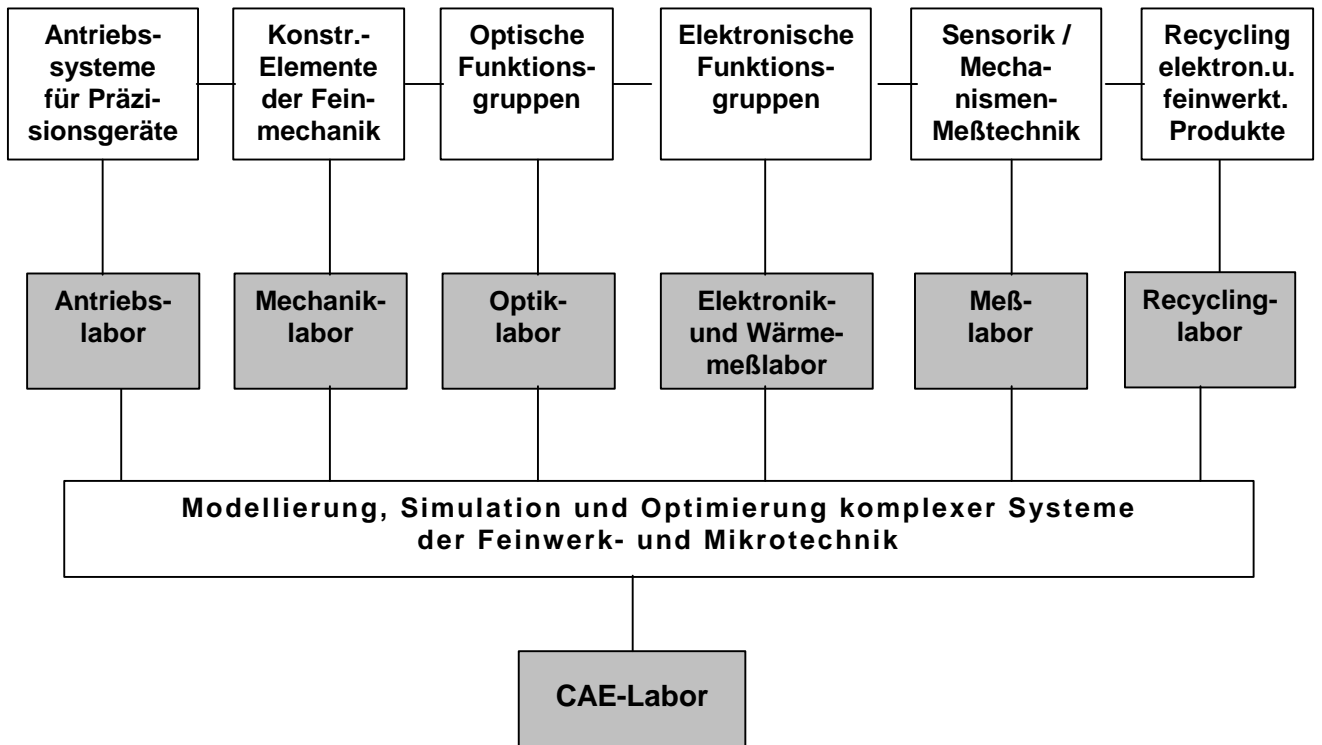 Antriebs-
systeme
für Präzi-
sionsgeräte
Konstr.-
Elemente
der Fein-
mechanik
Optische
Funktions-
gruppen
Elektronische
Funktions-
gruppen
Sensorik /
Mecha-
nismen-
Meßtechnik
Recycling
elektron.u.
feinwerkt.
Produkte
Antriebs-
labor
Mechanik-
labor
Optik-
labor
Elektronik-
und Wärme-
meßlabor
Meß-
labor
Recycling-
labor
Modellierung, Simulation und Optimierung komplexer Systeme
der Feinwerk- und Mikrotechnik
CAE-Labor